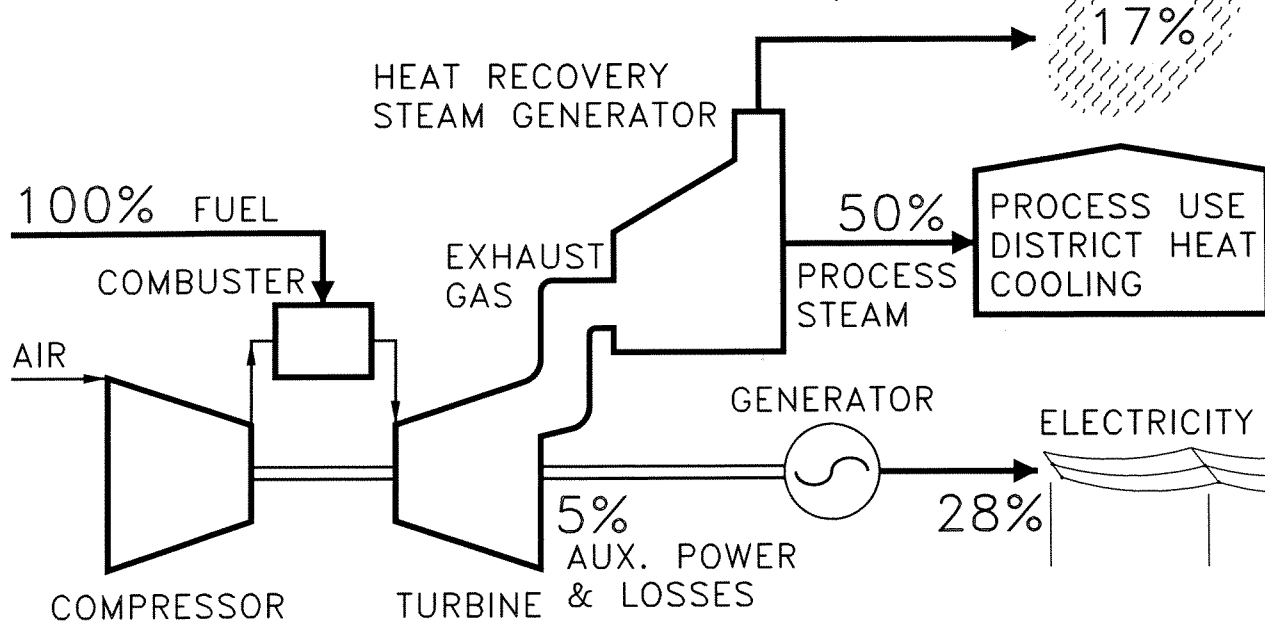 17%
HEAT RECOVERY
STEAM GENERATOR
100% FUEL
COMBUSTER
EXHAUST
GAS
50%
PROCESS
STEAM
PROCESS USE
DISTRICT HEAT
COOLING
AIR
GENERATOR
ELECTRICITY
28%
5%
AUX. POWER
& LOSSES
COMPRESSOR
TURBINE